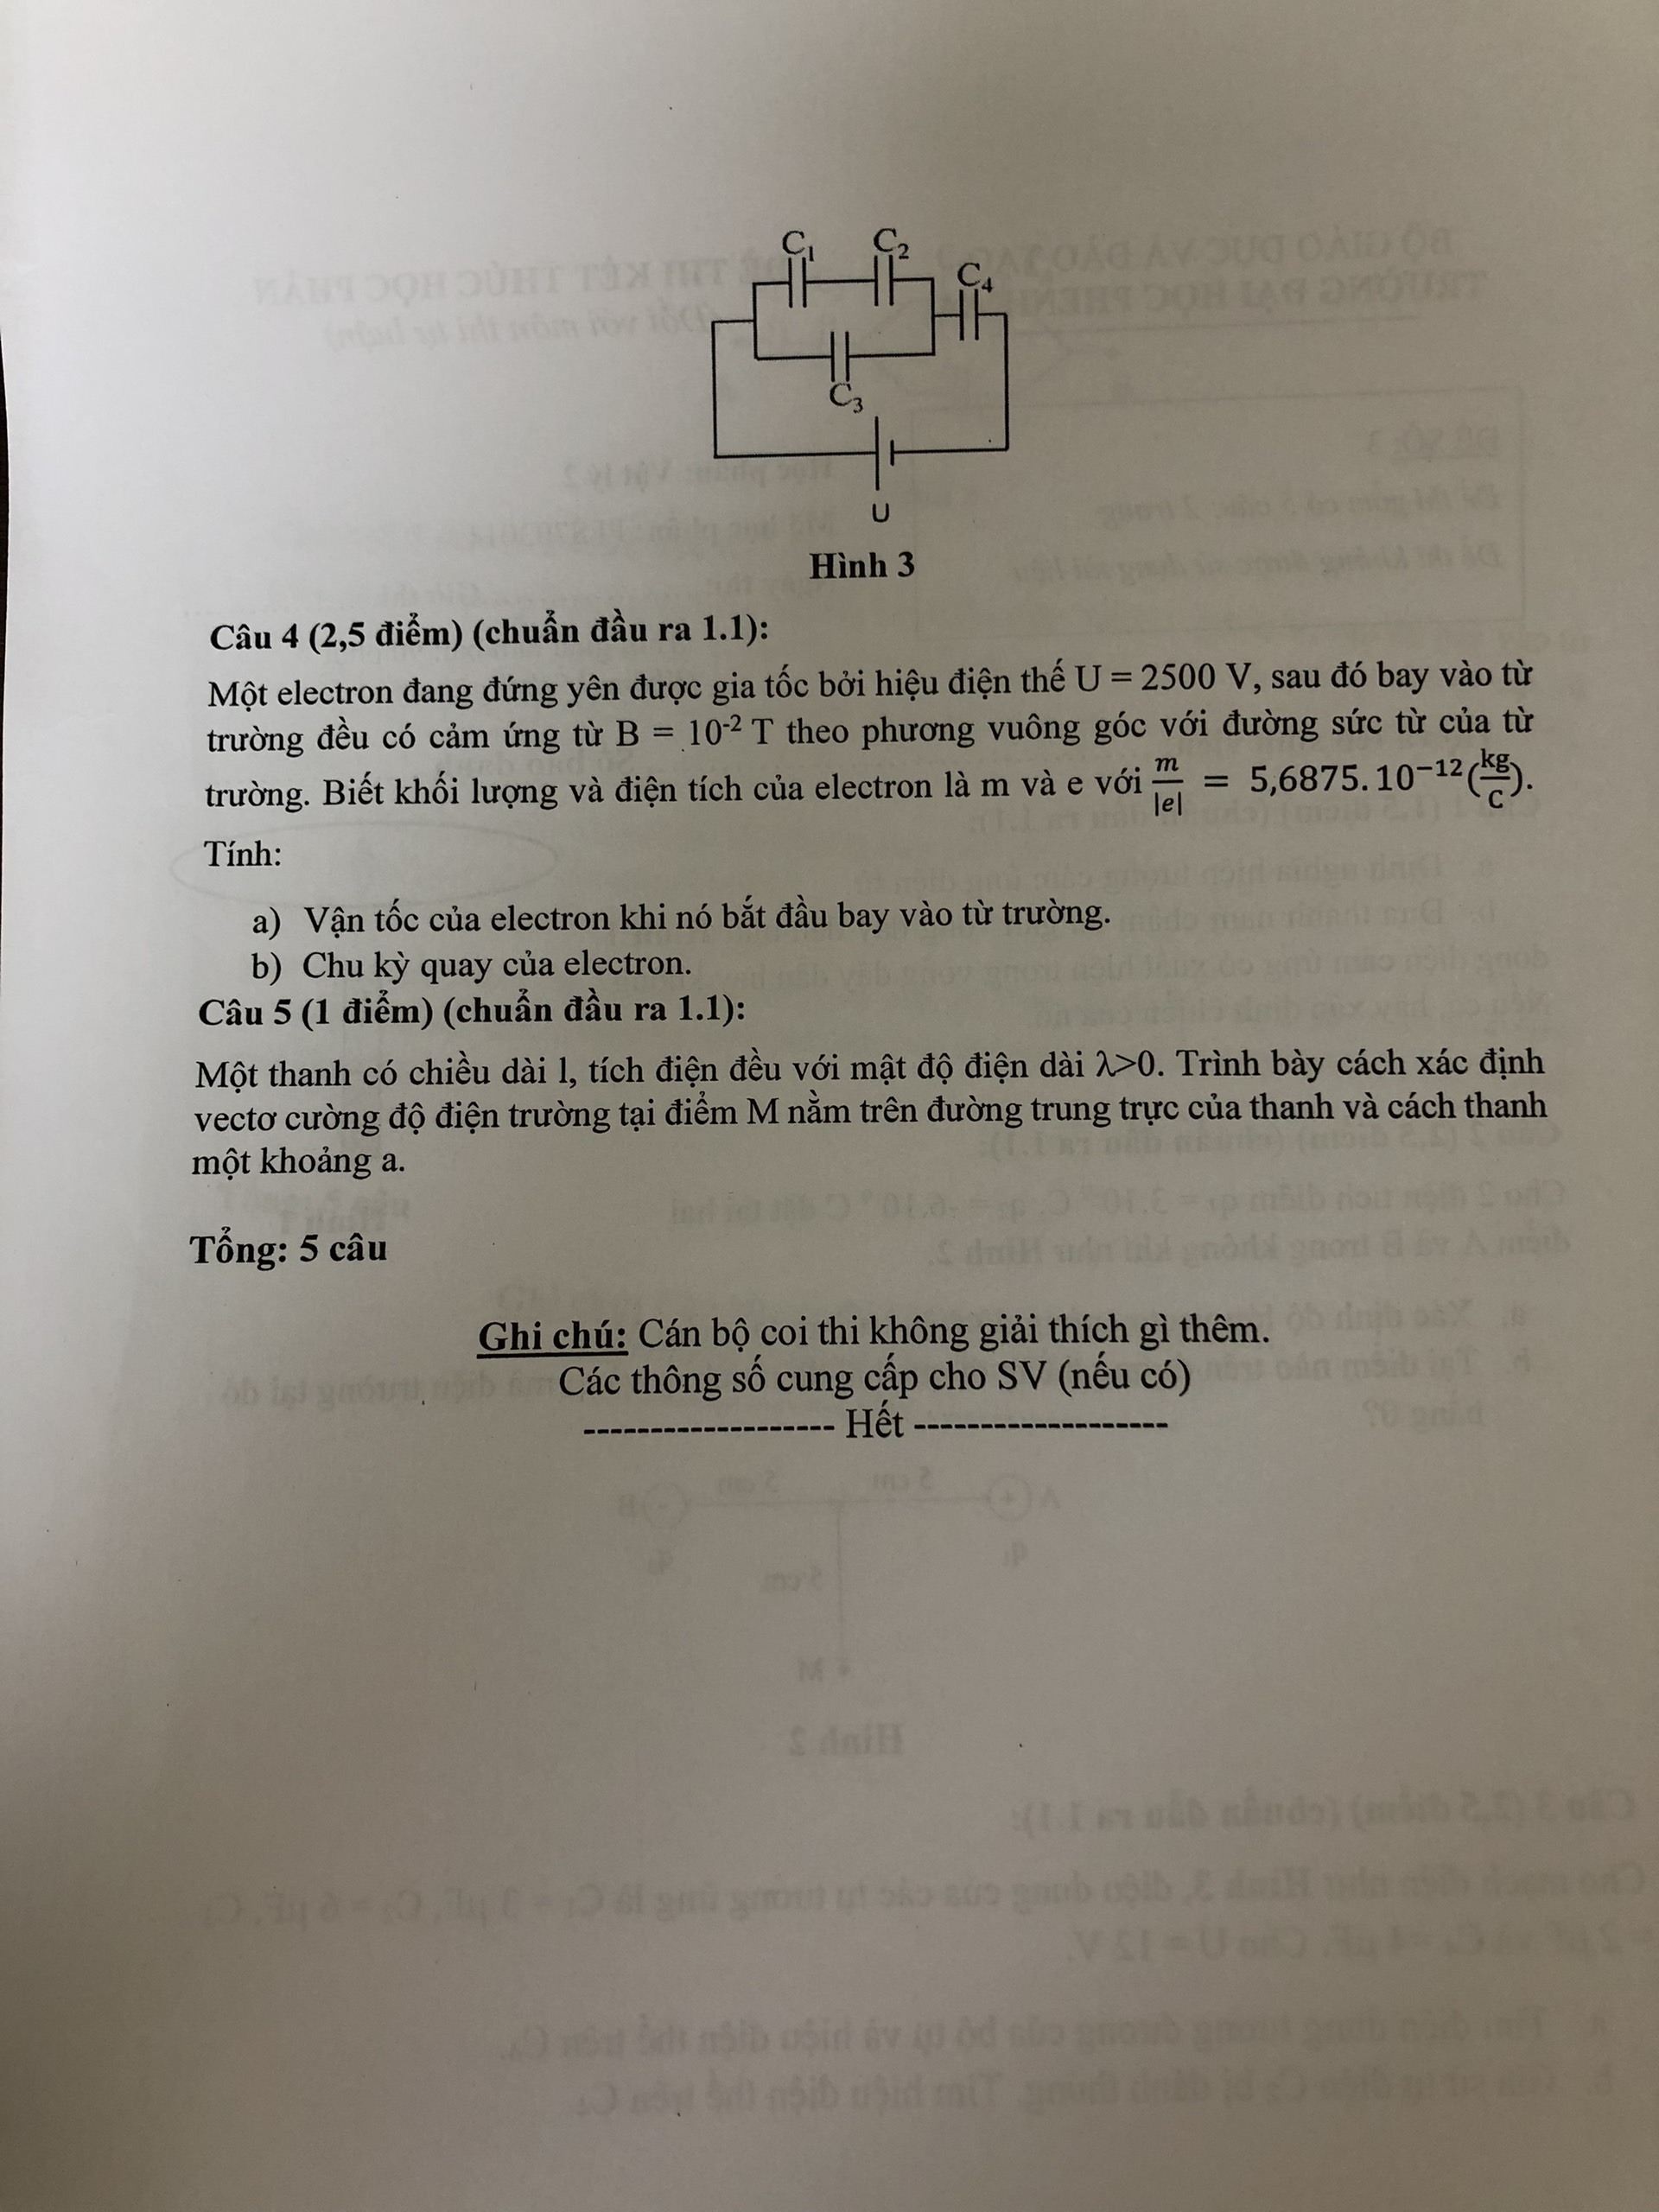 C₁ C₂
C₄
C₃
U
Hình 3
Câu 4 (2,5 điểm) (chuẩn đầu ra 1.1):
Một electron đang đứng yên được gia tốc bởi hiệu điện thế U = 2500 V, sau đó bay vào từ
trường đều có cảm ứng từ B = 10⁻² T theo phương vuông góc với đường sức từ của từ
trường. Biết khối lượng và điện tích của electron là m và e với m/|e| = 5,6875.10⁻¹²(kg/C).
Tính:
a) Vận tốc của electron khi nó bắt đầu bay vào từ trường.
b) Chu kỳ quay của electron.
Câu 5 (1 điểm) (chuẩn đầu ra 1.1):
Một thanh có chiều dài l, tích điện đều với mật độ điện dài λ>0. Trình bày cách xác định
vectơ cường độ điện trường tại điểm M nằm trên đường trung trực của thanh và cách thanh
một khoảng a.
Tổng: 5 câu
Ghi chú: Cán bộ coi thi không giải thích gì thêm.
Các thông số cung cấp cho SV (nếu có)
------------------- Hết -------------------